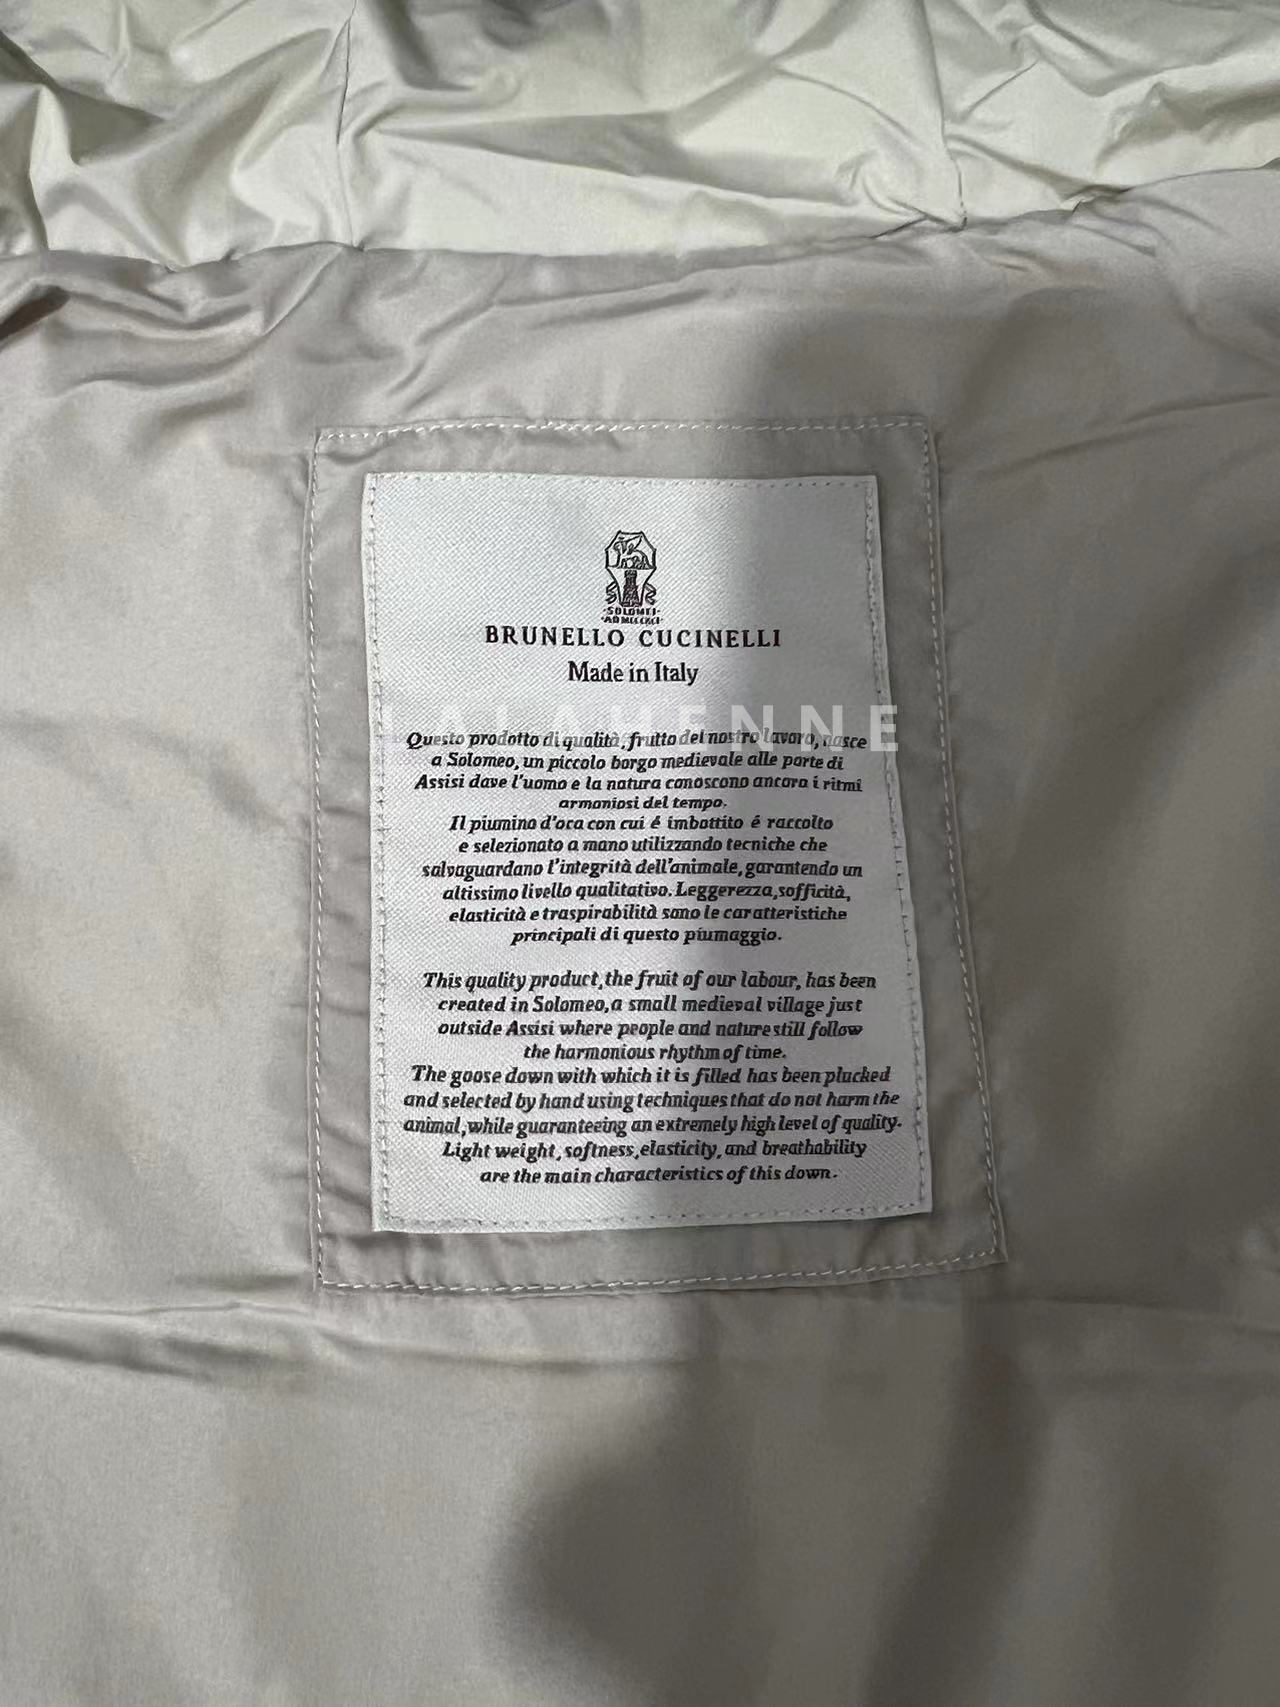 SOLOMEI
BRUNELLO CUCINELLI
Made in Italy
LALAHENNE
Questo prodotto di qualità, frutto del nostro lavoro, nasce
a Solomeo, un piccolo borgo medievale alle porte di
Assisi dave l'uomo e la natura conoscono ancora i ritmi
armoniosi del tempo.
Il piumino d'oca con cui é imbottito é raccolto
e selezionato a mano utilizzando tecniche che
salvaguardano l'integrità dell'animale, garantendo un
altissimo livello qualitativo. Leggerezza, sofficità,
elasticità e traspirabilità sono le caratteristiche
principali di questo piumaggio.
This quality product, the fruit of our labour, has been
created in Solomeo, a small medieval village just
outside Assisi where people and nature still follow
the harmonious rhythm of time.
The goose down with which it is filled has been plucked
and selected by hand using techniques that do not harm the
animal, while guaranteeing an extremely high level of quality.
Light weight, softness, elasticity, and breathability
are the main characteristics of this down.